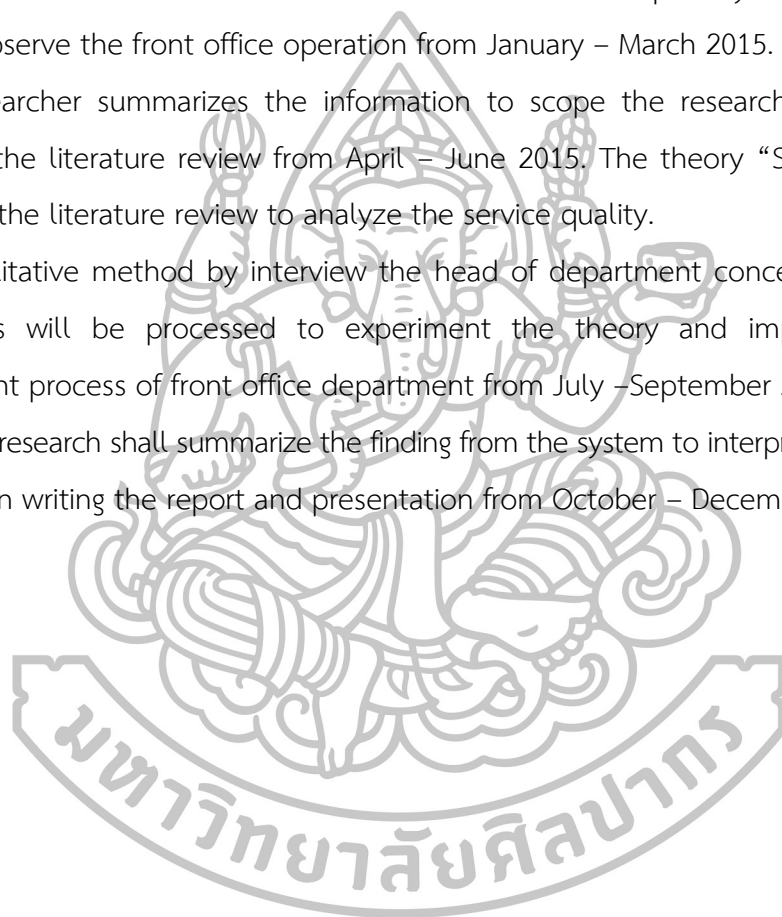 bserve the front office operation from January – March 2015.
earcher summarizes the information to scope the research
the literature review from April – June 2015. The theory “S
the literature review to analyze the service quality.
litative method by interview the head of department conce
s will be processed to experiment the theory and im
nt process of front office department from July –September
research shall summarize the finding from the system to interp
n writing the report and presentation from October – Decem
มหาวิทยาลัยศิลปากร